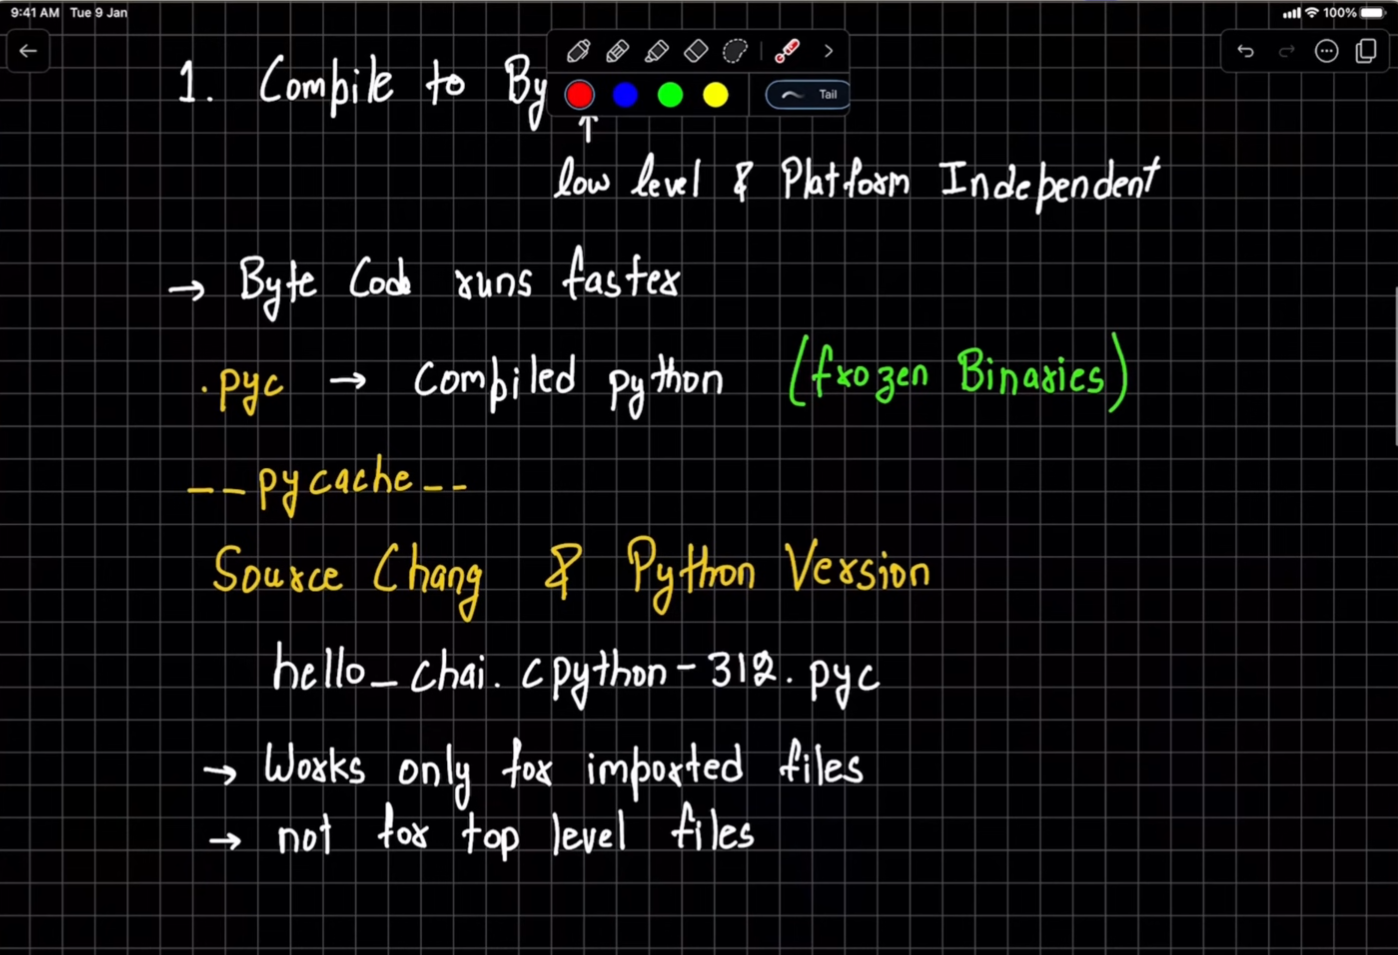 9:41 AM Tue 9 Jan
100%
Tail
1. Compile to By
↑
low level & Platform Independent
→ Byte Code runs faster
.pyc → compiled python (frozen Binaries)
--pycache--
Source Chang & Python Version
hello_chai.cpython-312.pyc
→ Works only for imported files
→ not for top level files